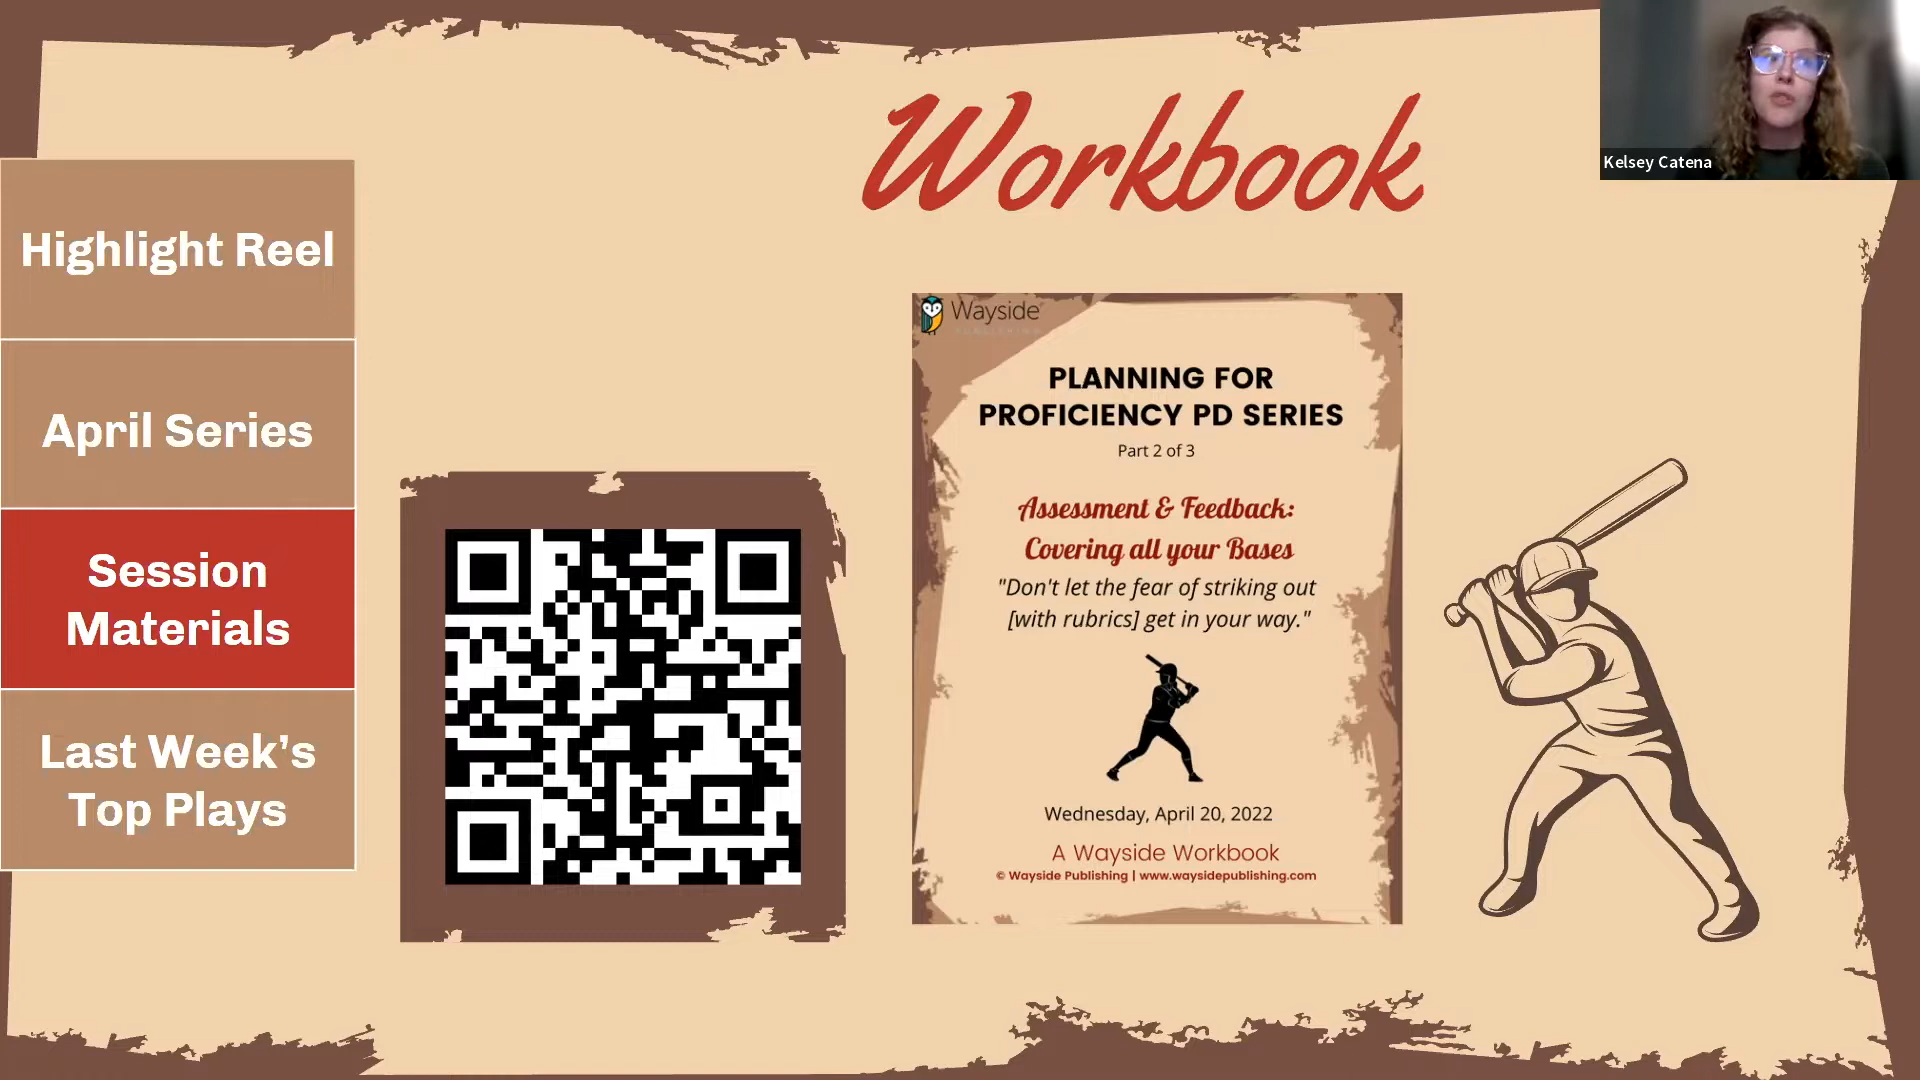 Workbook
Kelsey Catena
Highlight Reel
April Series
Session
Materials
Last Week's
Top Plays
Wayside
PUBLISHING
PLANNING FOR
PROFICIENCY PD SERIES
Part 2 of 3
Assessment & Feedback:
Covering all your Bases
"Don't let the fear of striking out
[with rubrics] get in your way."
Wednesday, April 20, 2022
A Wayside Workbook
© Wayside Publishing | www.waysidepublishing.com